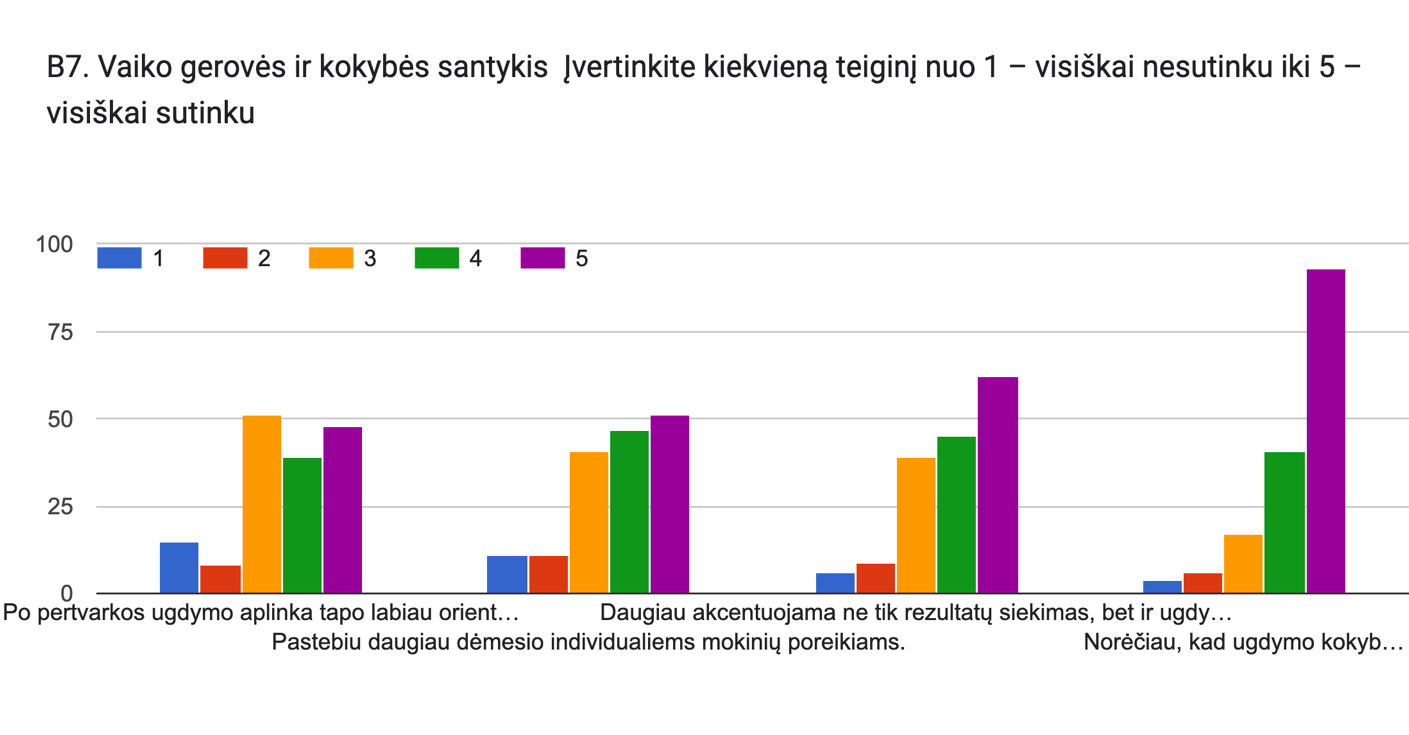 B7. Vaiko gerovės ir kokybės santykis  Įvertinkite kiekvieną teiginį nuo 1 – visiškai nesutinku iki 5 –
visiškai sutinku
100
1 2 3 4 5
75
50
25
0
Po pertvarkos ugdymo aplinka tapo labiau orient…
Daugiau akcentuojama ne tik rezultatų siekimas, bet ir ugdy…
Pastebiu daugiau dėmesio individualiems mokinių poreikiams.
Norėčiau, kad ugdymo kokyb…